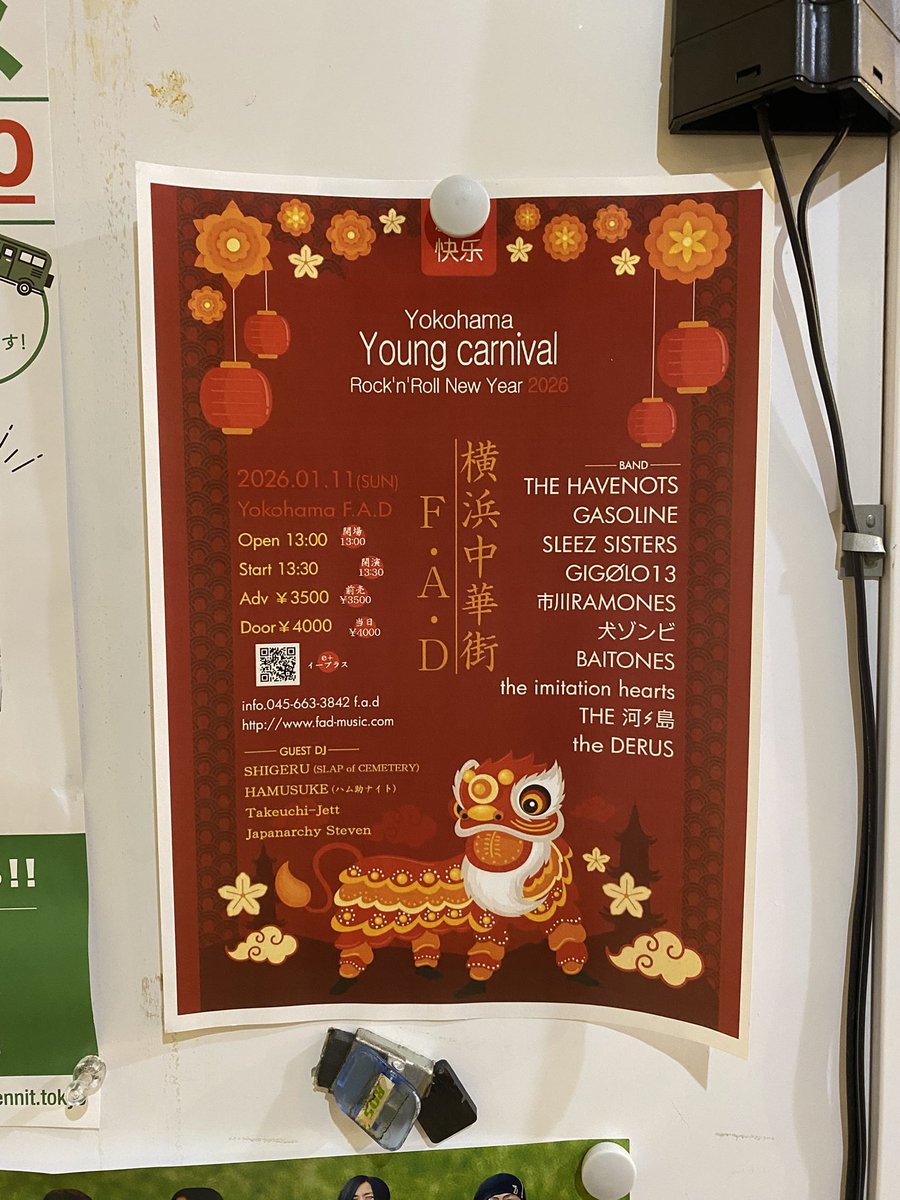 快乐
Yokohama
Young carnival
Rock'n'Roll New Year 2026
2026.01.11(SUN)
Yokohama F.A.D
Open 13:00 開場 13:00
Start 13:30 開演 13:30
Adv ¥3500 前売 ¥3500
Door¥4000 当日 ¥4000
e+
イープラス
info.045-663-3842 f.a.d
http://www.fad-music.com
GUEST DJ
SHIGERU (SLAP of CEMETERY)
HAMUSUKE (ハム助ナイト)
Takeuchi-Jett
Japanarchy Steven
横浜中華街
F・A・D
BAND
THE HAVENOTS
GASOLINE
SLEEZ SISTERS
GIGØLO13
市川RAMONES
犬ゾンビ
BAITONES
the imitation hearts
THE 河⚡島
the DERUS
す!
!!
ennit.tokyo